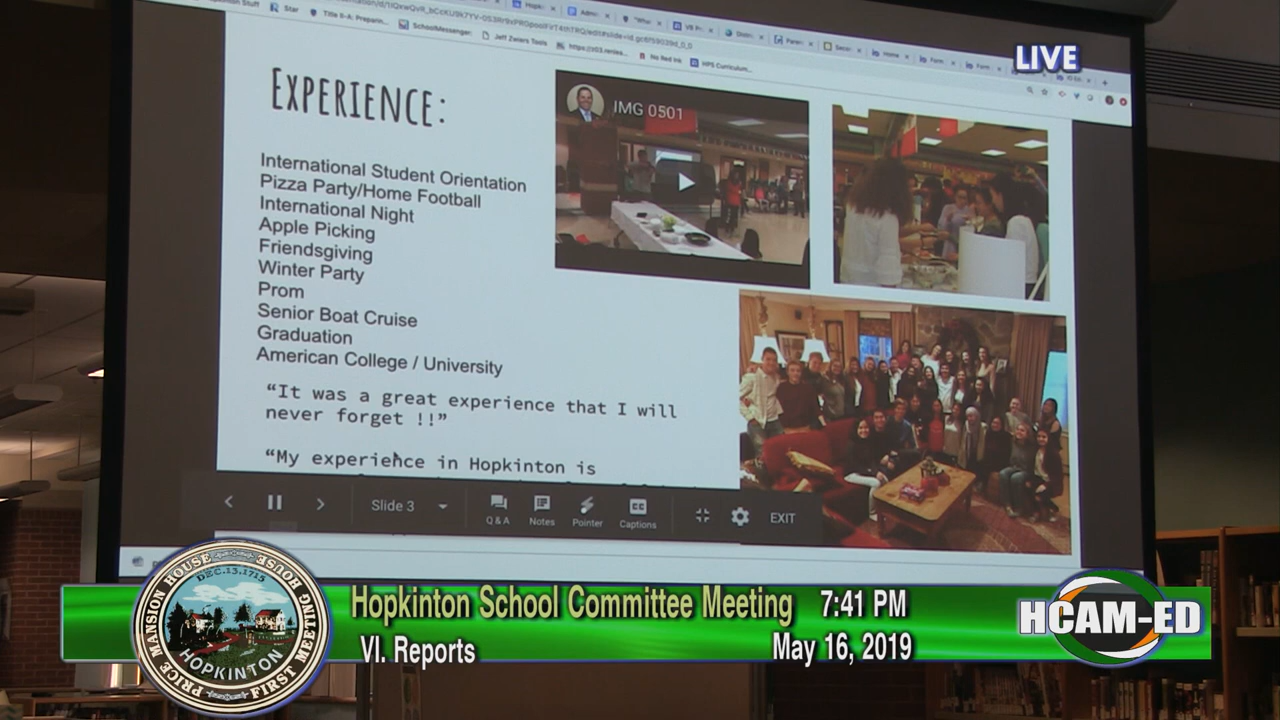 Star
Title II-A: Preparin...
SchoolMessenger
Jeff Zwiers Tools
No Red Ink
HPS Curriculum...
LIVE
EXPERIENCE:
International Student Orientation
Pizza Party/Home Football
International Night
Apple Picking
Friendsgiving
Winter Party
Prom
Senior Boat Cruise
Graduation
American College / University
“It was a great experience that I will
never forget !!”
“My experience in Hopkinton is
IMG 0501
Slide 3
Q & A
Notes
Pointer
Captions
EXIT
PRICE MANSION HOUSE
HOUSE FIRST MEETING
DEC.13.1715
HOPKINTON
Hopkinton School Committee Meeting
7:41 PM
VI. Reports
May 16, 2019
HCAM-ED